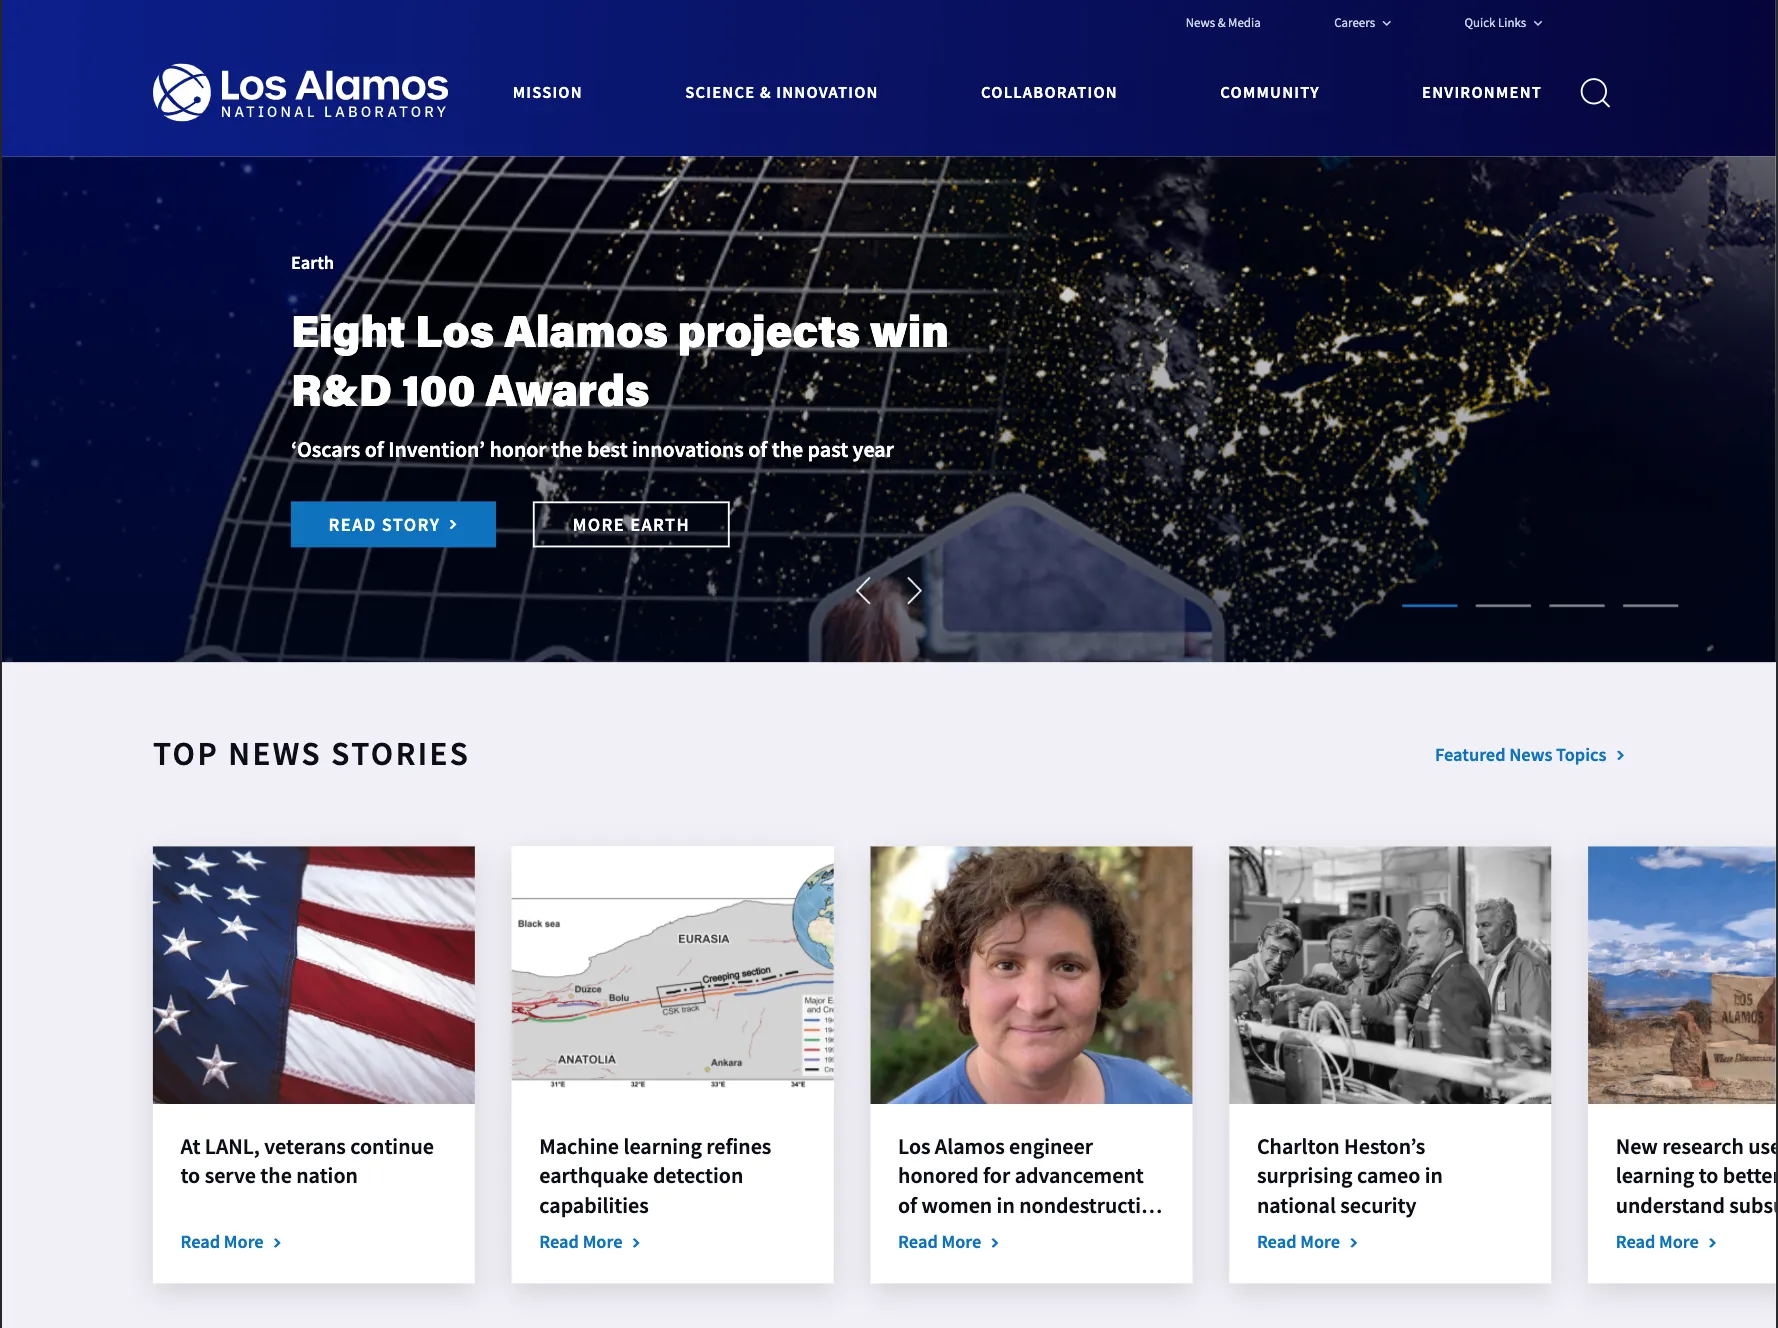 News & Media
Careers
Quick Links
Los Alamos
NATIONAL LABORATORY
MISSION
SCIENCE & INNOVATION
COLLABORATION
COMMUNITY
ENVIRONMENT
Earth
Eight Los Alamos projects win
R&D 100 Awards
‘Oscars of Invention’ honor the best innovations of the past year
READ STORY
MORE EARTH
TOP NEWS STORIES
Featured News Topics
Black sea
EURASIA
Creeping section
Duzce
Bolu
CSK track
Major E
and Cr
ANATOLIA
Ankara
31°E
32°E
33°E
34°E
LOS
ALAMOS
At LANL, veterans continue
to serve the nation
Read More
Machine learning refines
earthquake detection
capabilities
Read More
Los Alamos engineer
honored for advancement
of women in nondestructi…
Read More
Charlton Heston’s
surprising cameo in
national security
Read More
New research use
learning to better
understand subsu
Read More